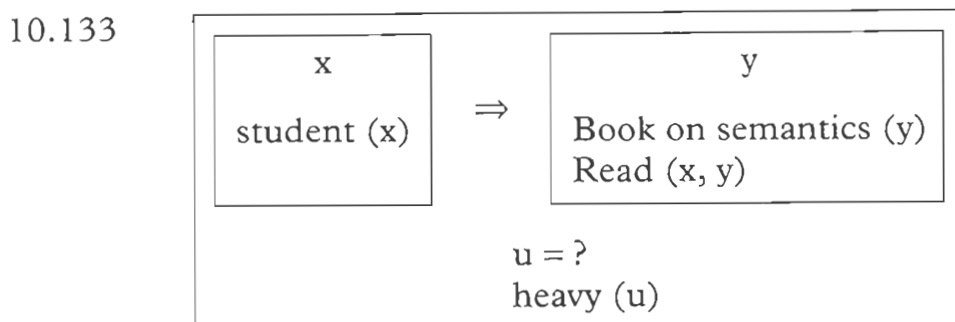 10.133
x
y
student (x)
⇒
Book on semantics (y)
Read (x, y)
u = ?
heavy (u)